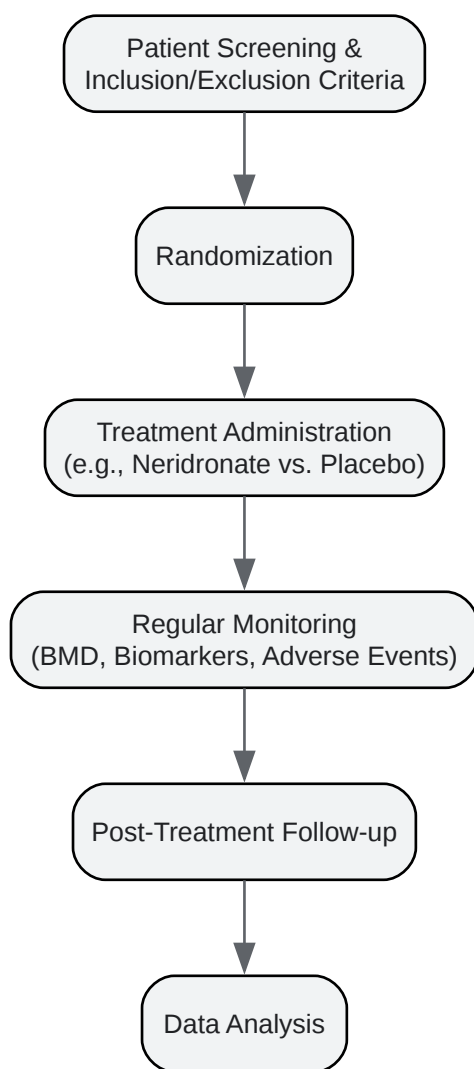 Patient Screening &
Inclusion/Exclusion Criteria
Randomization
Treatment Administration
(e.g., Neridronate vs. Placebo)
Regular Monitoring
(BMD, Biomarkers, Adverse Events)
Post-Treatment Follow-up
Data Analysis